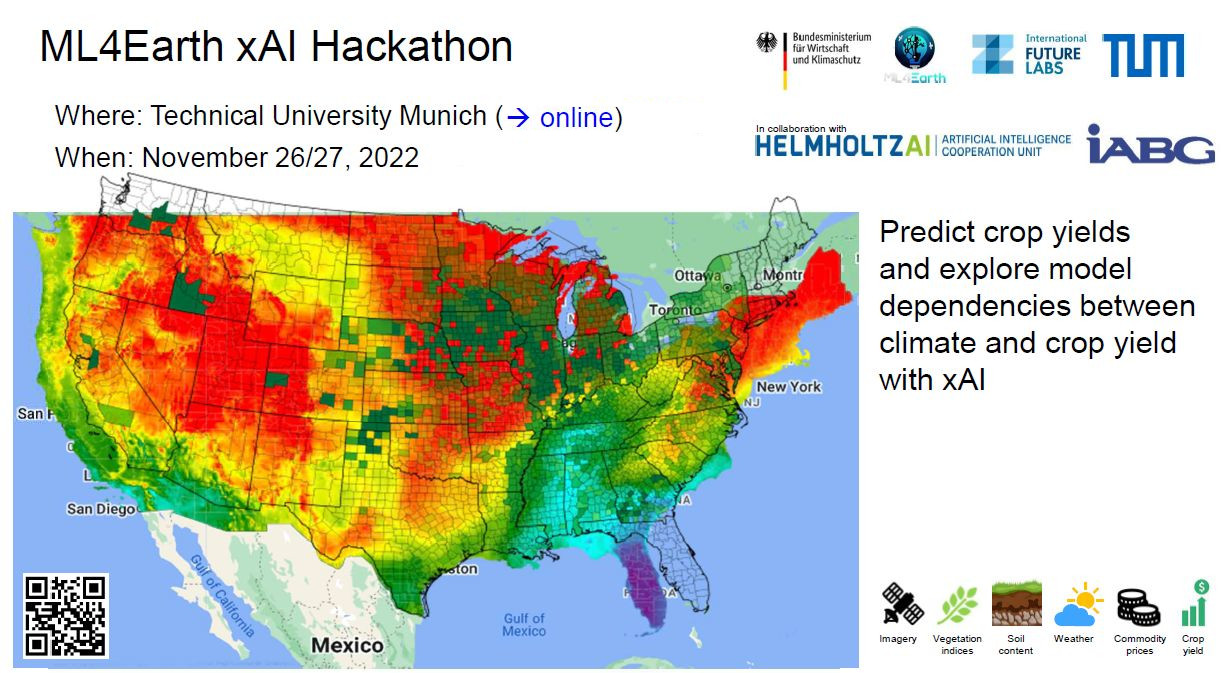 ML4Earth xAI Hackathon
Where: Technical University Munich (→ online)
When: November 26/27, 2022
Bundesministerium
für Wirtschaft
und Klimaschutz
ML4Earth
International
FUTURE
LABS
TUM
In collaboration with
HELMHOLTZAI
ARTIFICIAL INTELLIGENCE
COOPERATION UNIT
iABG
Predict crop yields
and explore model
dependencies between
climate and crop yield
with xAI
Ottawa
Montr
Toronto
New York
NJ
San F
San Diego
ston
Gulf of California
Gulf of
Mexico
Mexico
Imagery
Vegetation
indices
Soil
content
Weather
Commodity
prices
Crop
yield